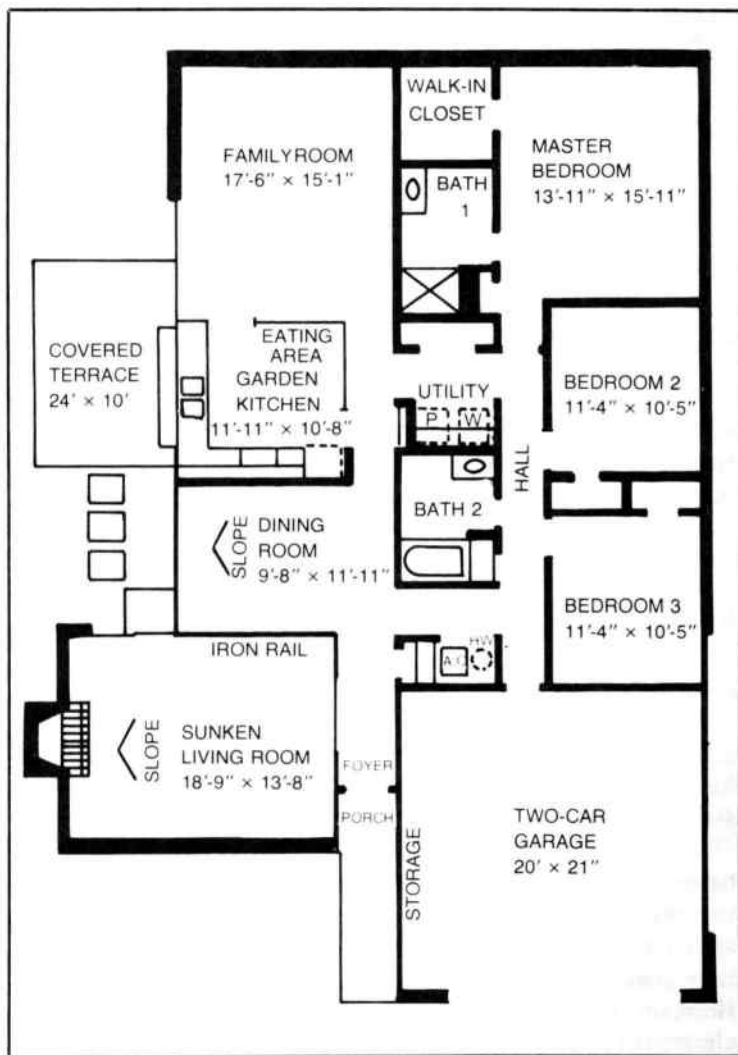 WALK-IN
CLOSET
FAMILYROOM
17'-6" × 15'-1"
MASTER
BEDROOM
13'-11" × 15'-11"
BATH
1
COVERED
TERRACE
24' × 10'
EATING
AREA
GARDEN
KITCHEN
11'-11" × 10'-8"
UTILITY
P W
BEDROOM 2
11'-4" × 10'-5"
HALL
BATH 2
SLOPE
DINING
ROOM
9'-8" × 11'-11"
BEDROOM 3
11'-4" × 10'-5"
IRON RAIL
HW
A/C
SLOPE
SUNKEN
LIVING ROOM
18'-9" × 13'-8"
FOYER
PORCH
STORAGE
TWO-CAR
GARAGE
20' × 21"